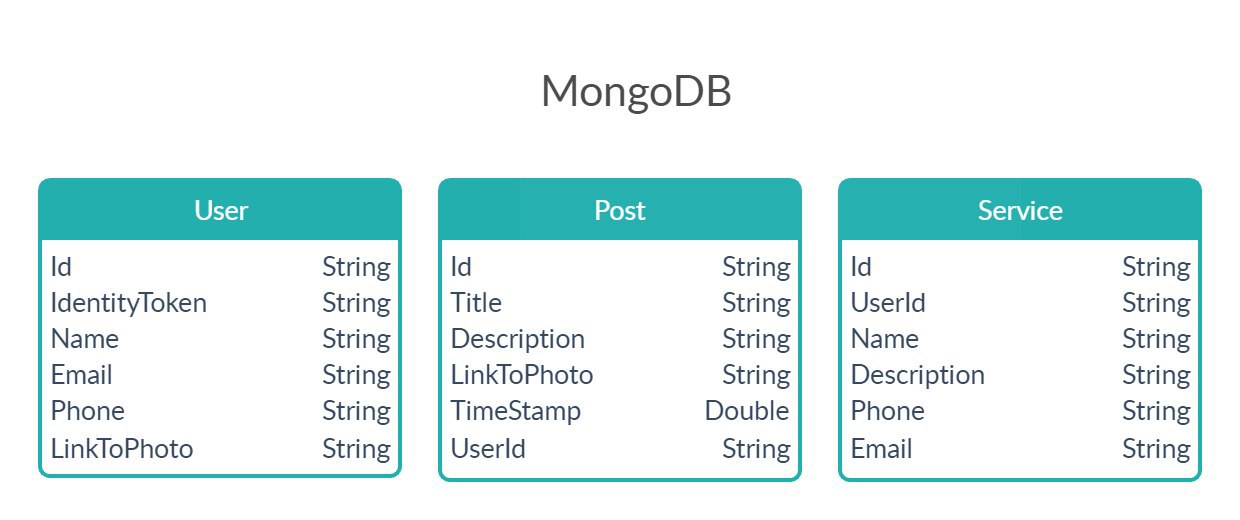 MongoDB
User
Id String
IdentityToken String
Name String
Email String
Phone String
LinkToPhoto String
Post
Id String
Title String
Description String
LinkToPhoto String
TimeStamp Double
UserId String
Service
Id String
UserId String
Name String
Description String
Phone String
Email String